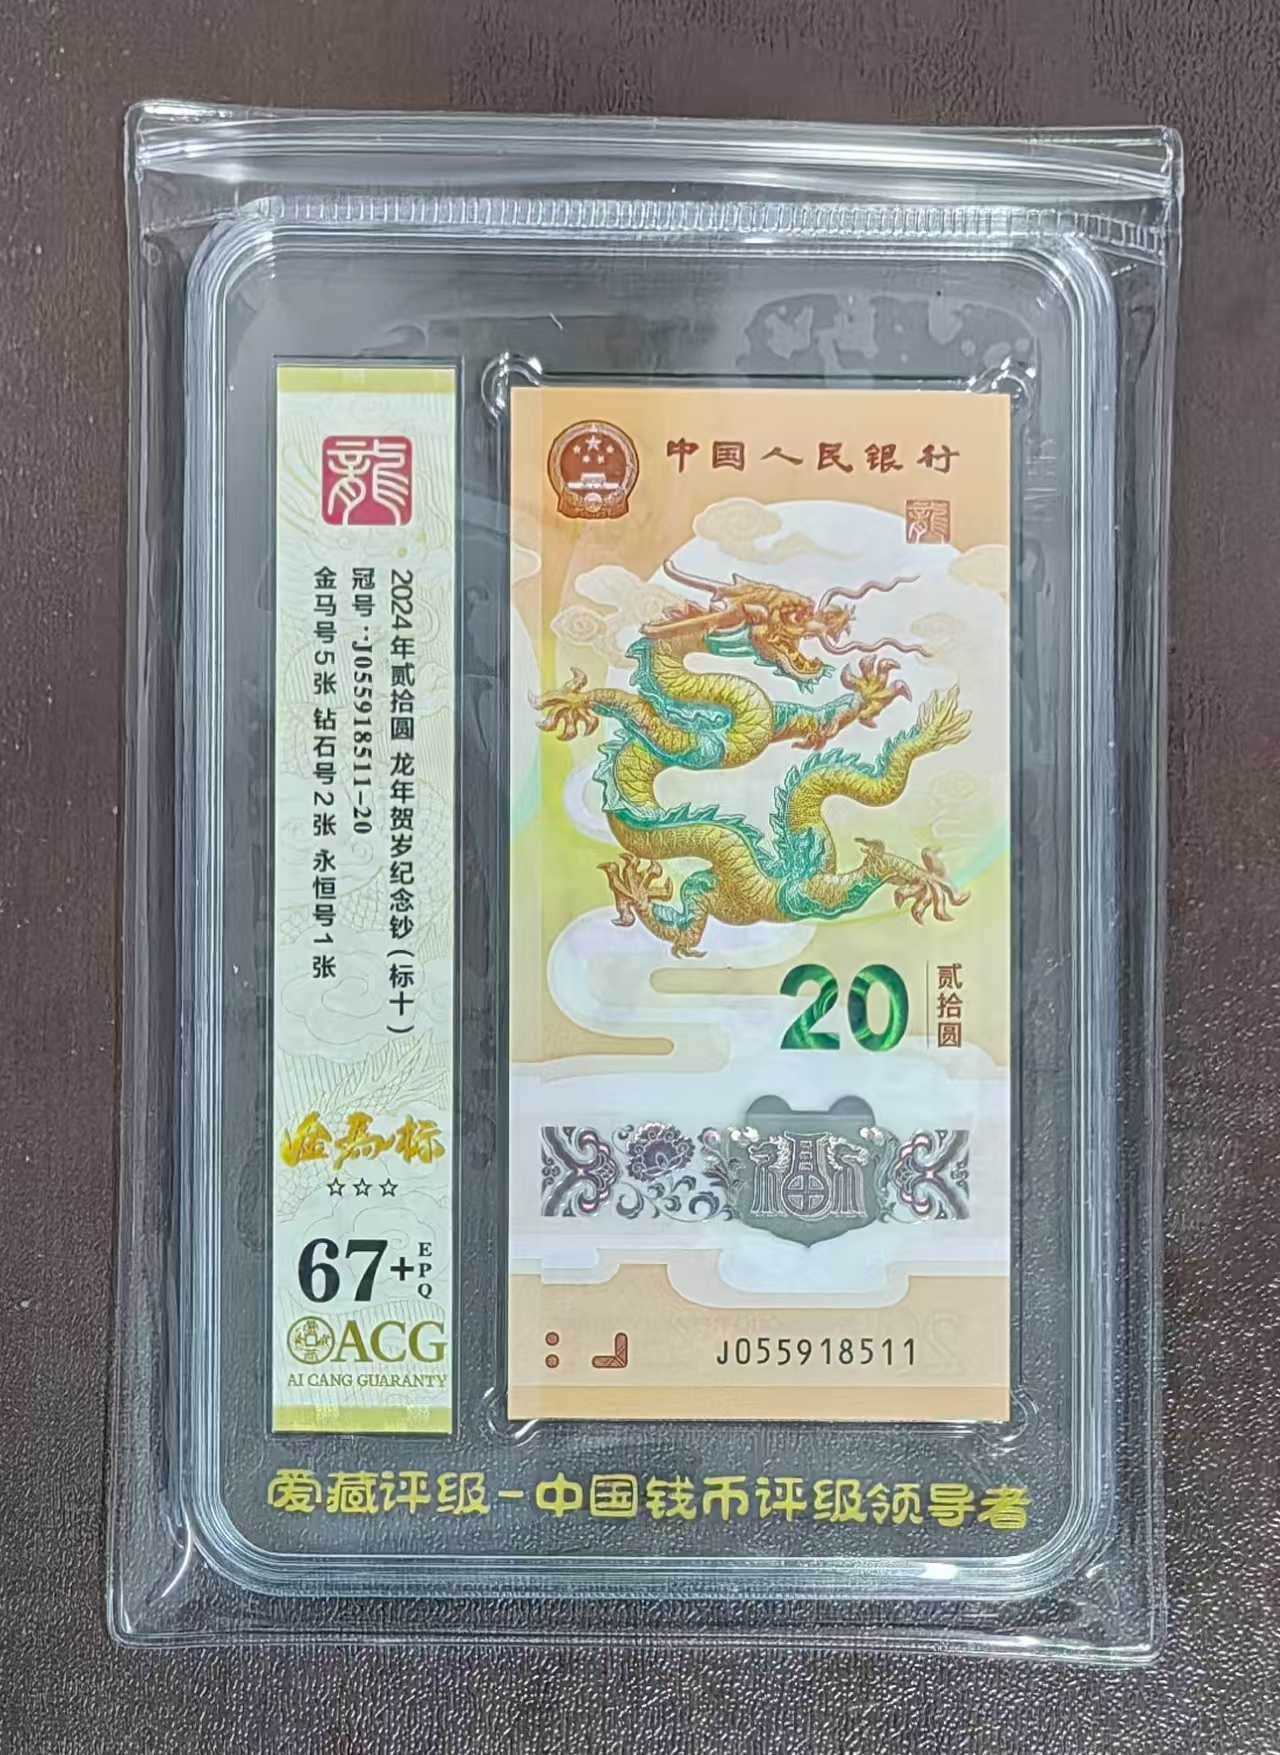 龍
2024年贰拾圆 龙年贺岁纪念钞(标十)
冠号:J055918511-20
金马号5张 钻石号2张 永恒号1张
金马标
☆☆☆
67+
EPQ
ACG
AI CANG GUARANTY
中国人民银行
龍
20
贰拾圆
J055918511
爱藏评级-中国钱币评级领导者